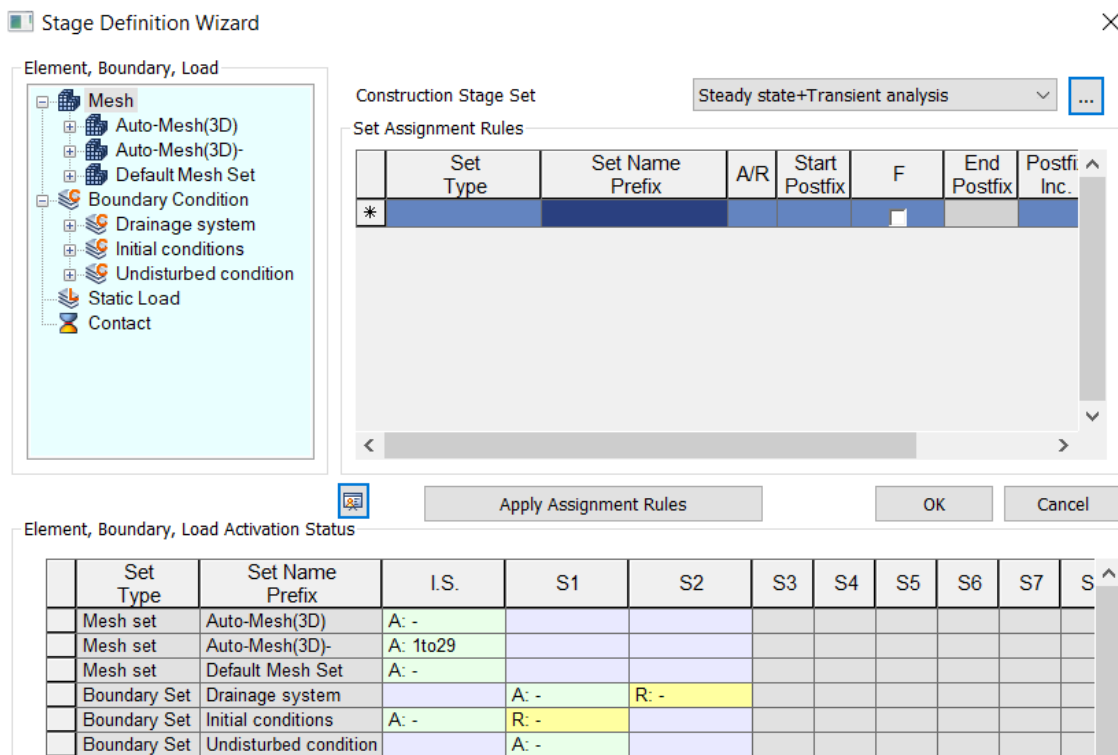 Stage Definition Wizard
Element, Boundary, Load
Mesh
Auto-Mesh(3D)
Auto-Mesh(3D)-
Default Mesh Set
Boundary Condition
Drainage system
Initial conditions
Undisturbed condition
Static Load
Contact
Construction Stage Set Steady state+Transient analysis ...
Set Assignment Rules
Set Type Set Name Prefix A/R Start Postfix F End Postfix Postfi Inc.
*
Apply Assignment Rules OK Cancel
Element, Boundary, Load Activation Status
Set Type Set Name Prefix I.S. S1 S2 S3 S4 S5 S6 S7 S
Mesh set Auto-Mesh(3D) A: -
Mesh set Auto-Mesh(3D)- A: 1to29
Mesh set Default Mesh Set A: -
Boundary Set Drainage system A: - R: -
Boundary Set Initial conditions A: - R: -
Boundary Set Undisturbed condition A: -